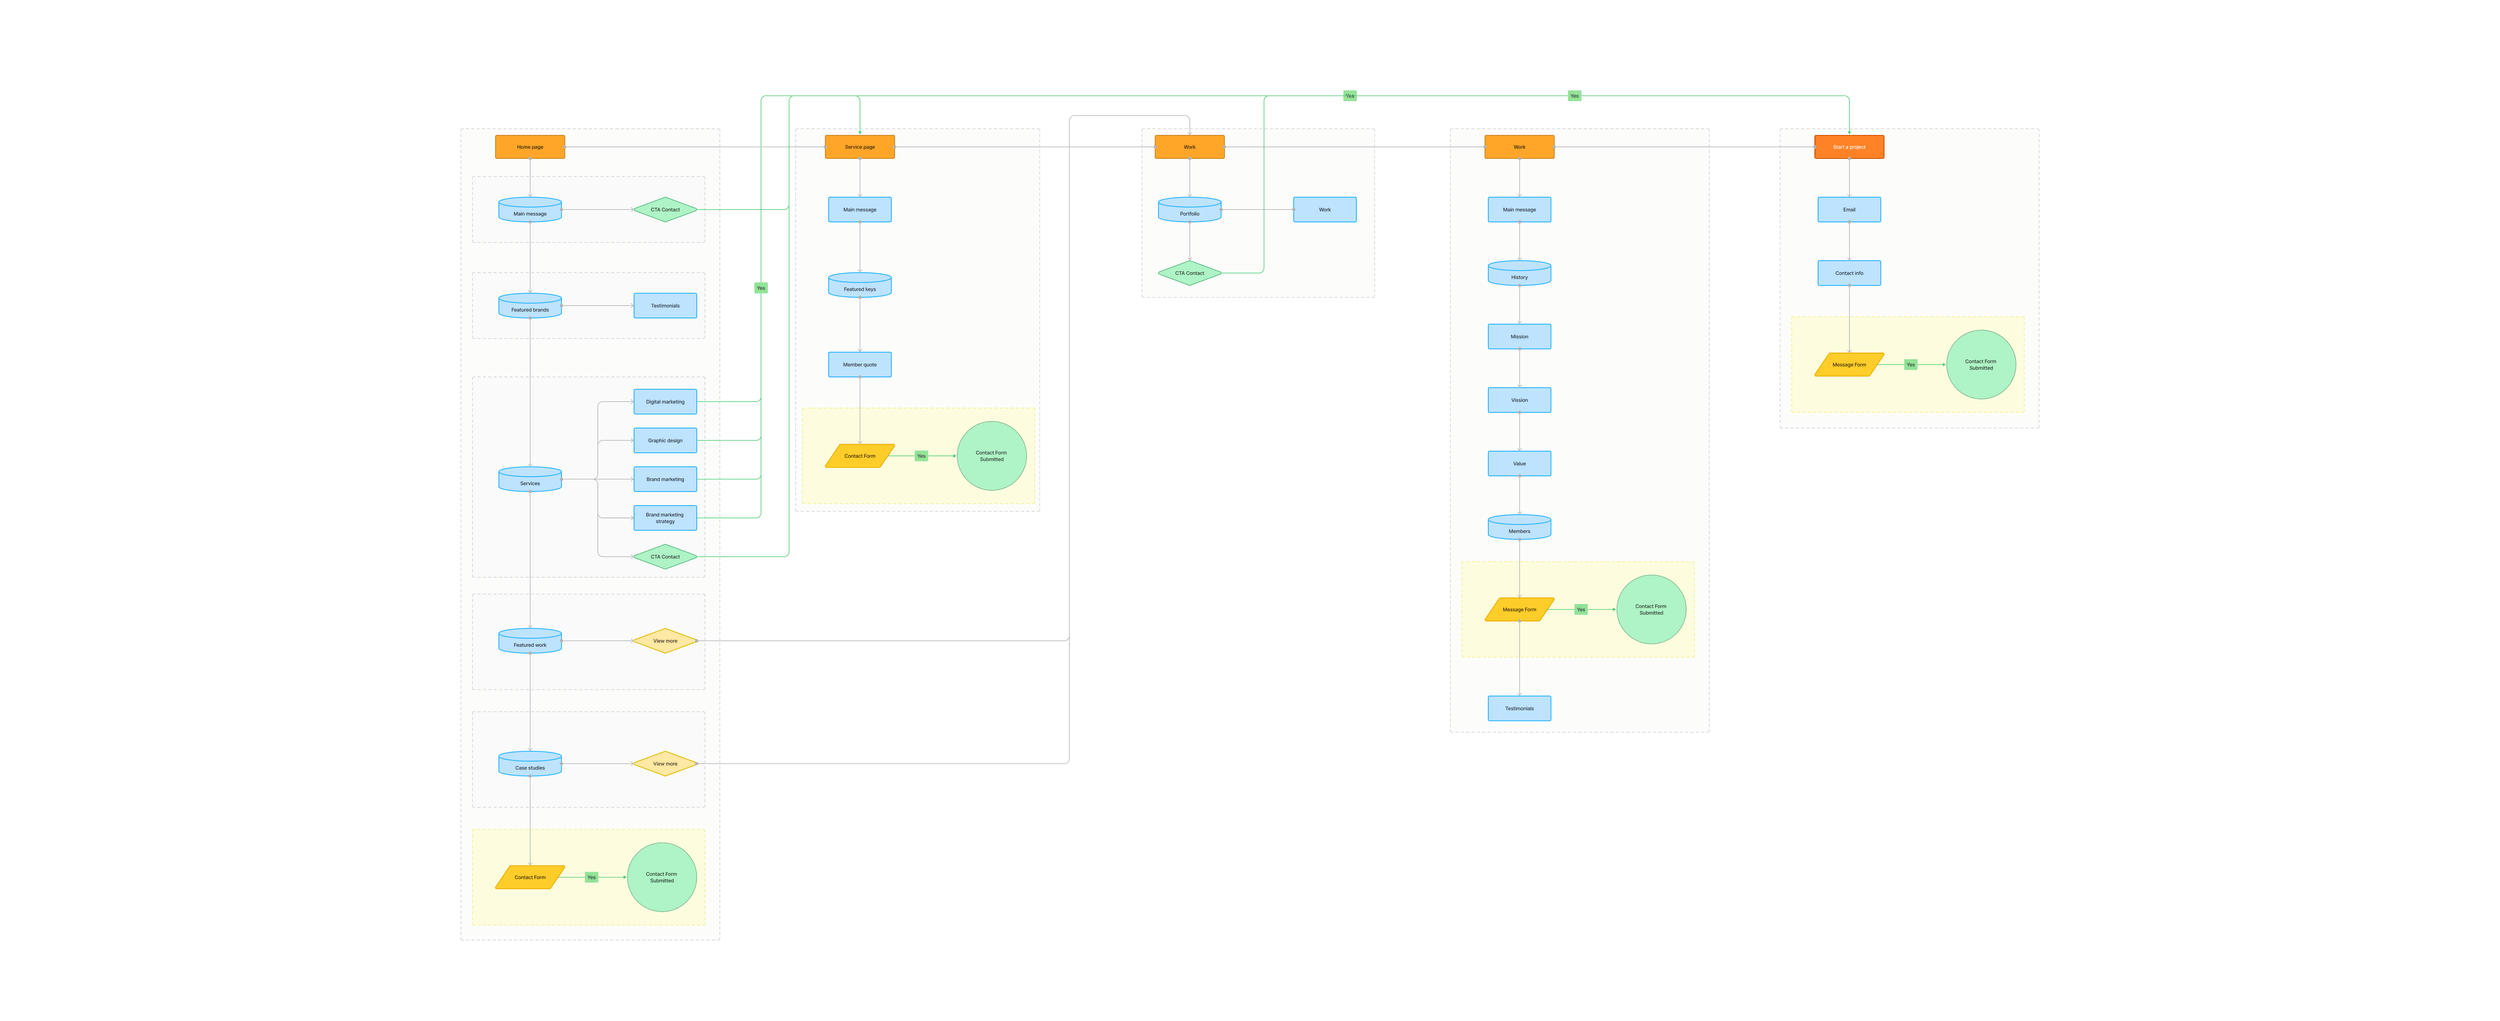 Yes
Yes
Home page
Service page
Work
Work
Start a project
Main message
CTA Contact
Main message
Portfolio
Work
Main message
Email
CTA Contact
History
Contact info
Yes
Featured keys
Featured brands
Testimonials
Mission
Member quote
Message Form
Yes
Contact Form
Submitted
Digital marketing
Vission
Graphic design
Contact Form
Yes
Contact Form
Submitted
Value
Services
Brand marketing
Brand marketing
strategy
Members
CTA Contact
Message Form
Yes
Contact Form
Submitted
Featured work
View more
Testimonials
Case studies
View more
Contact Form
Yes
Contact Form
Submitted